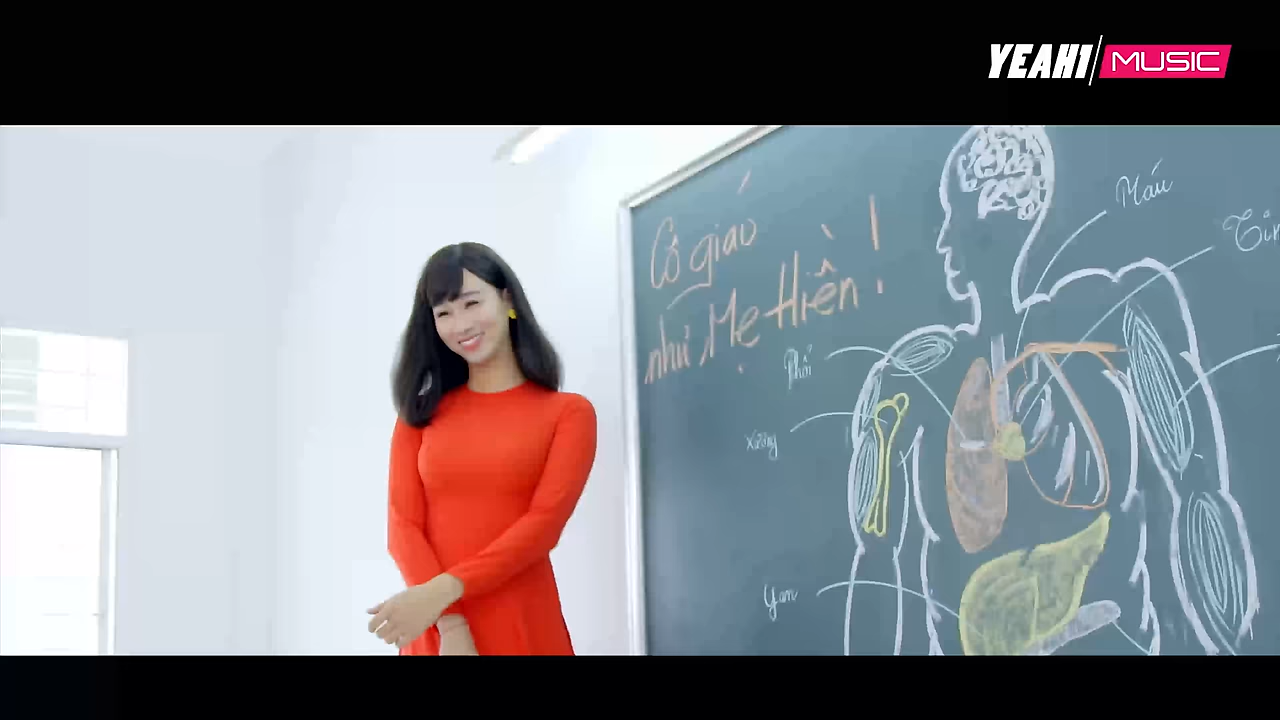 YEAH1 MUSIC
Cô giáo
như Mẹ Hiền!
Máu
Phổi
Xương
Gan